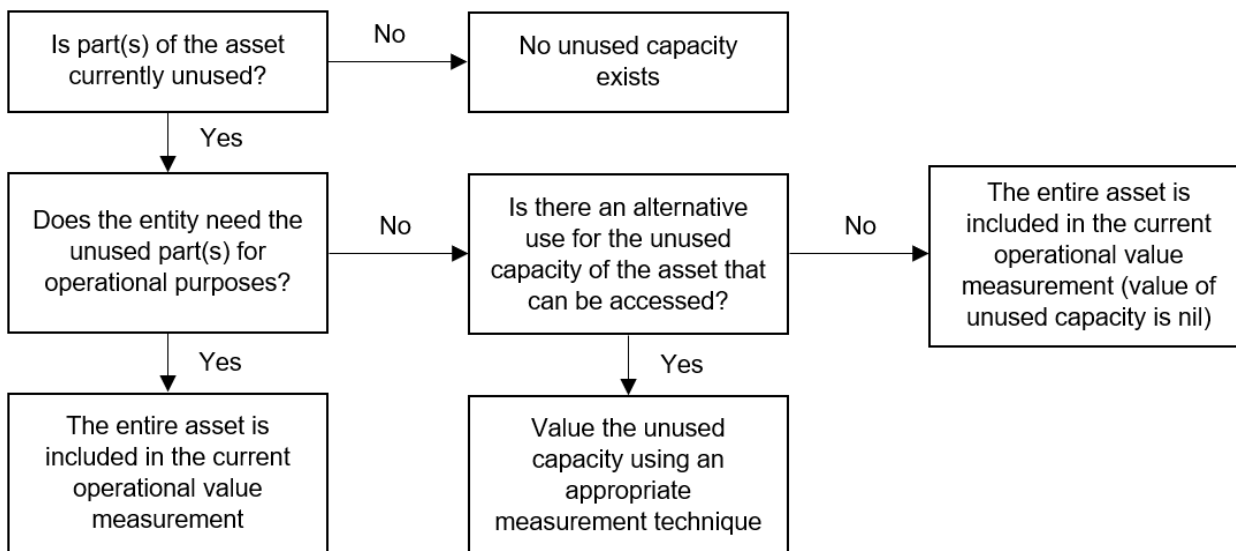 Is part(s) of the asset
currently unused?
No
No unused capacity
exists
Yes
Does the entity need the
unused part(s) for
operational purposes?
No
Is there an alternative
use for the unused
capacity of the asset that
can be accessed?
No
The entire asset is
included in the current
operational value
measurement (value of
unused capacity is nil)
Yes
The entire asset is
included in the current
operational value
measurement
Yes
Value the unused
capacity using an
appropriate
measurement technique